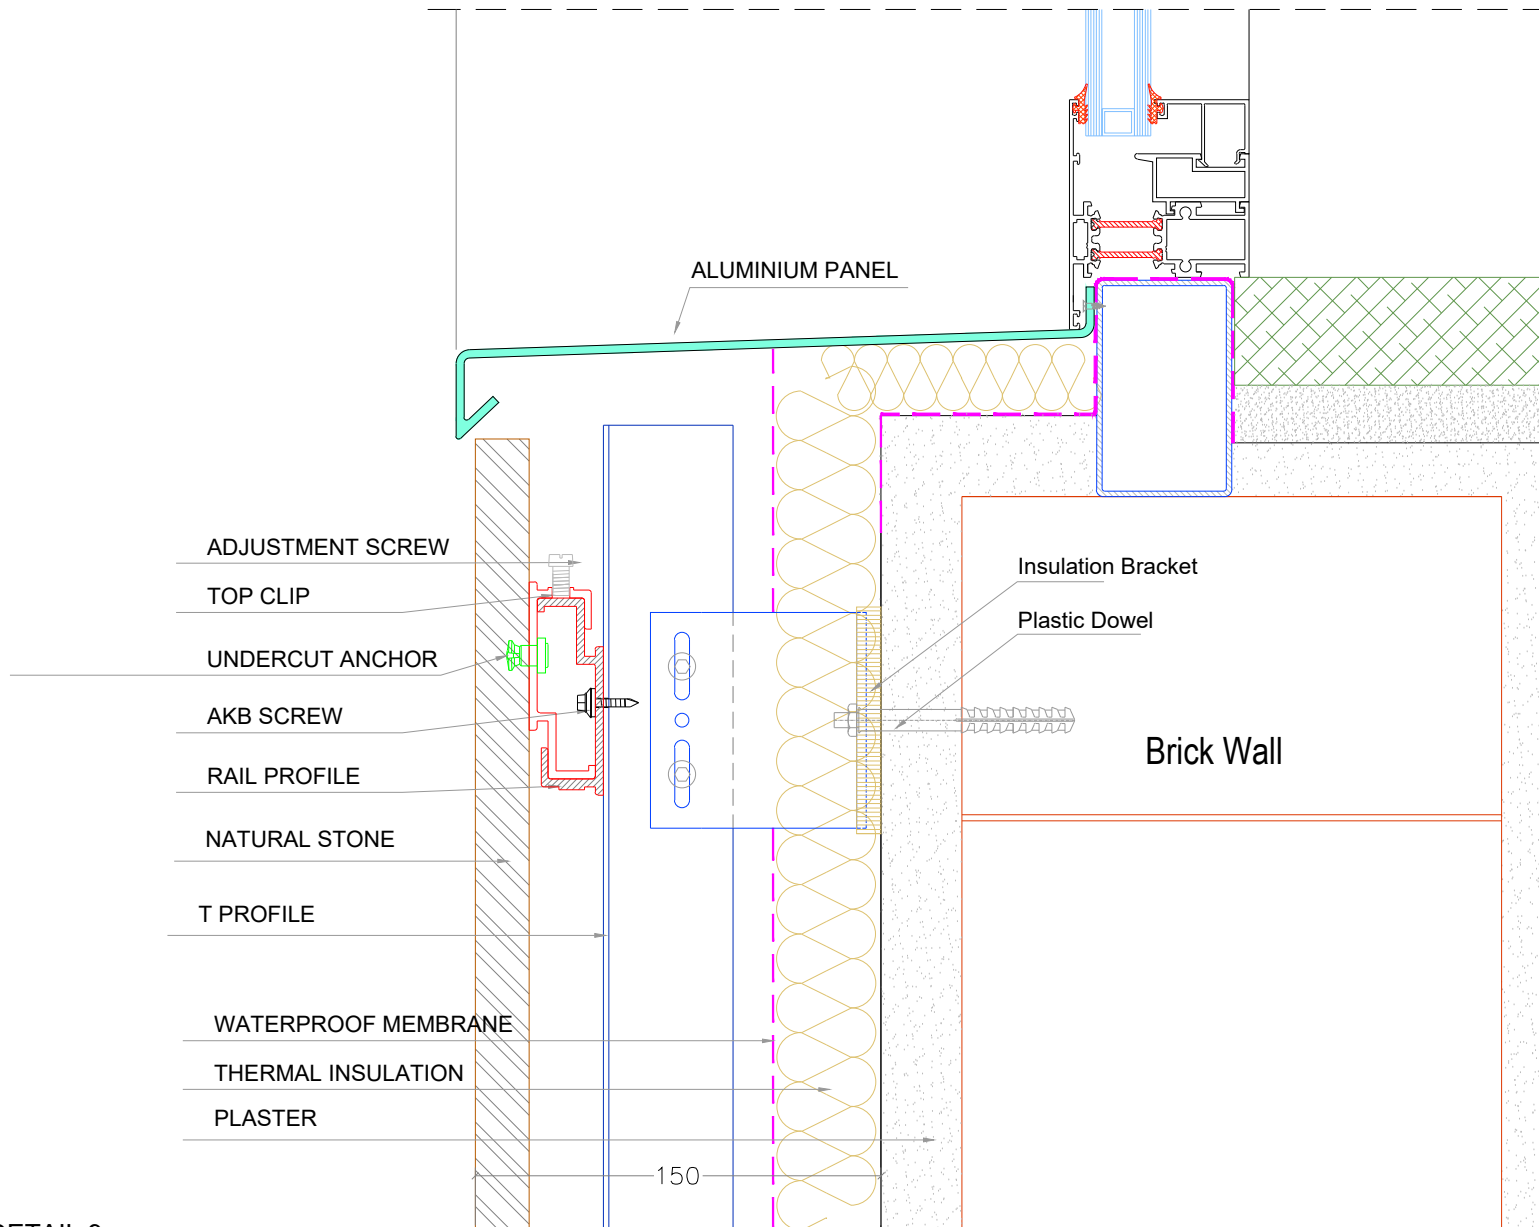 ALUMINIUM PANEL
ADJUSTMENT SCREW
TOP CLIP
UNDERCUT ANCHOR
AKB SCREW
RAIL PROFILE
NATURAL STONE
T PROFILE
WATERPROOF MEMBRANE
THERMAL INSULATION
PLASTER
Insulation Bracket
Plastic Dowel
Brick Wall
150